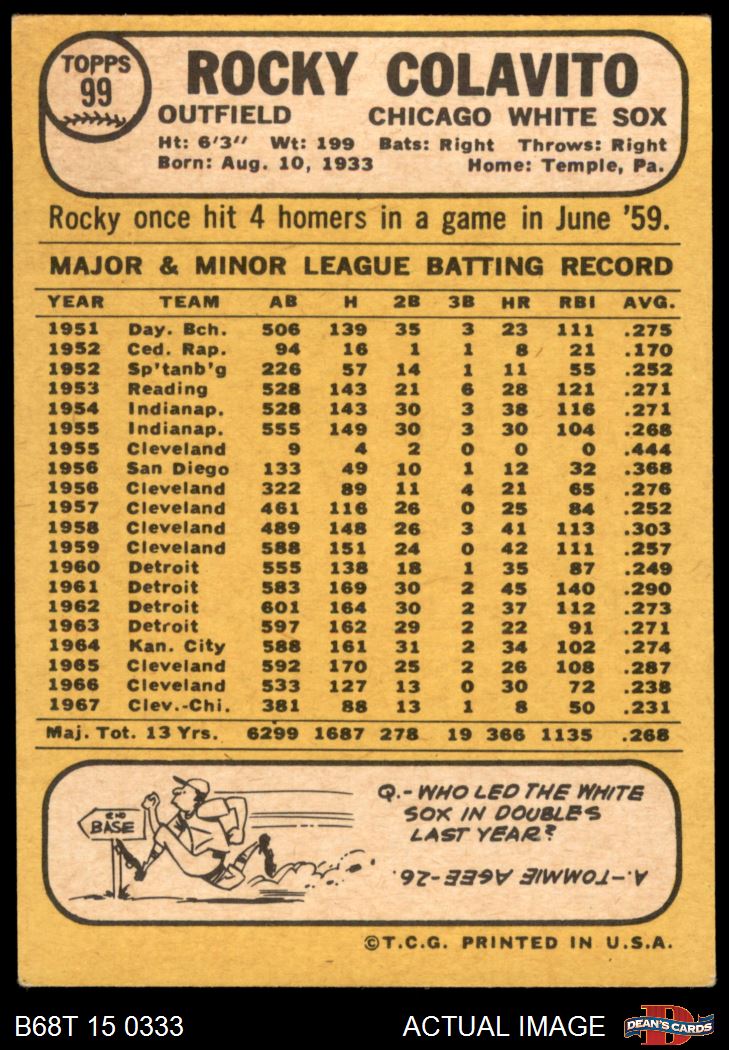 TOPPS
99
ROCKY COLAVITO
OUTFIELD CHICAGO WHITE SOX
Ht: 6'3" Wt: 199 Bats: Right Throws: Right
Born: Aug. 10, 1933 Home: Temple, Pa.
Rocky once hit 4 homers in a game in June '59.
MAJOR & MINOR LEAGUE BATTING RECORD
YEAR TEAM AB H 2B 3B HR RBI AVG.
1951 Day. Bch. 506 139 35 3 23 111 .275
1952 Ced. Rap. 94 16 1 1 8 21 .170
1952 Sp'tanb'g 226 57 14 1 11 55 .252
1953 Reading 528 143 21 6 28 121 .271
1954 Indianap. 528 143 30 3 38 116 .271
1955 Indianap. 555 149 30 3 30 104 .268
1955 Cleveland 9 4 2 0 0 0 .444
1956 San Diego 133 49 10 1 12 32 .368
1956 Cleveland 322 89 11 4 21 65 .276
1957 Cleveland 461 116 26 0 25 84 .252
1958 Cleveland 489 148 26 3 41 113 .303
1959 Cleveland 588 151 24 0 42 111 .257
1960 Detroit 555 138 18 1 35 87 .249
1961 Detroit 583 169 30 2 45 140 .290
1962 Detroit 601 164 30 2 37 112 .273
1963 Detroit 597 162 29 2 22 91 .271
1964 Kan. City 588 161 31 2 34 102 .274
1965 Cleveland 592 170 25 2 26 108 .287
1966 Cleveland 533 127 13 0 30 72 .238
1967 Clev.-Chi. 381 88 13 1 8 50 .231
Maj. Tot. 13 Yrs. 6299 1687 278 19 366 1135 .268
2ND
BASE
Q.- WHO LED THE WHITE
SOX IN DOUBLES
LAST YEAR?
A.-TOMMIE AGEE-26.
©T.C.G. PRINTED IN U.S.A.
B68T 15 0333 ACTUAL IMAGE
D
DEAN'S CARDS